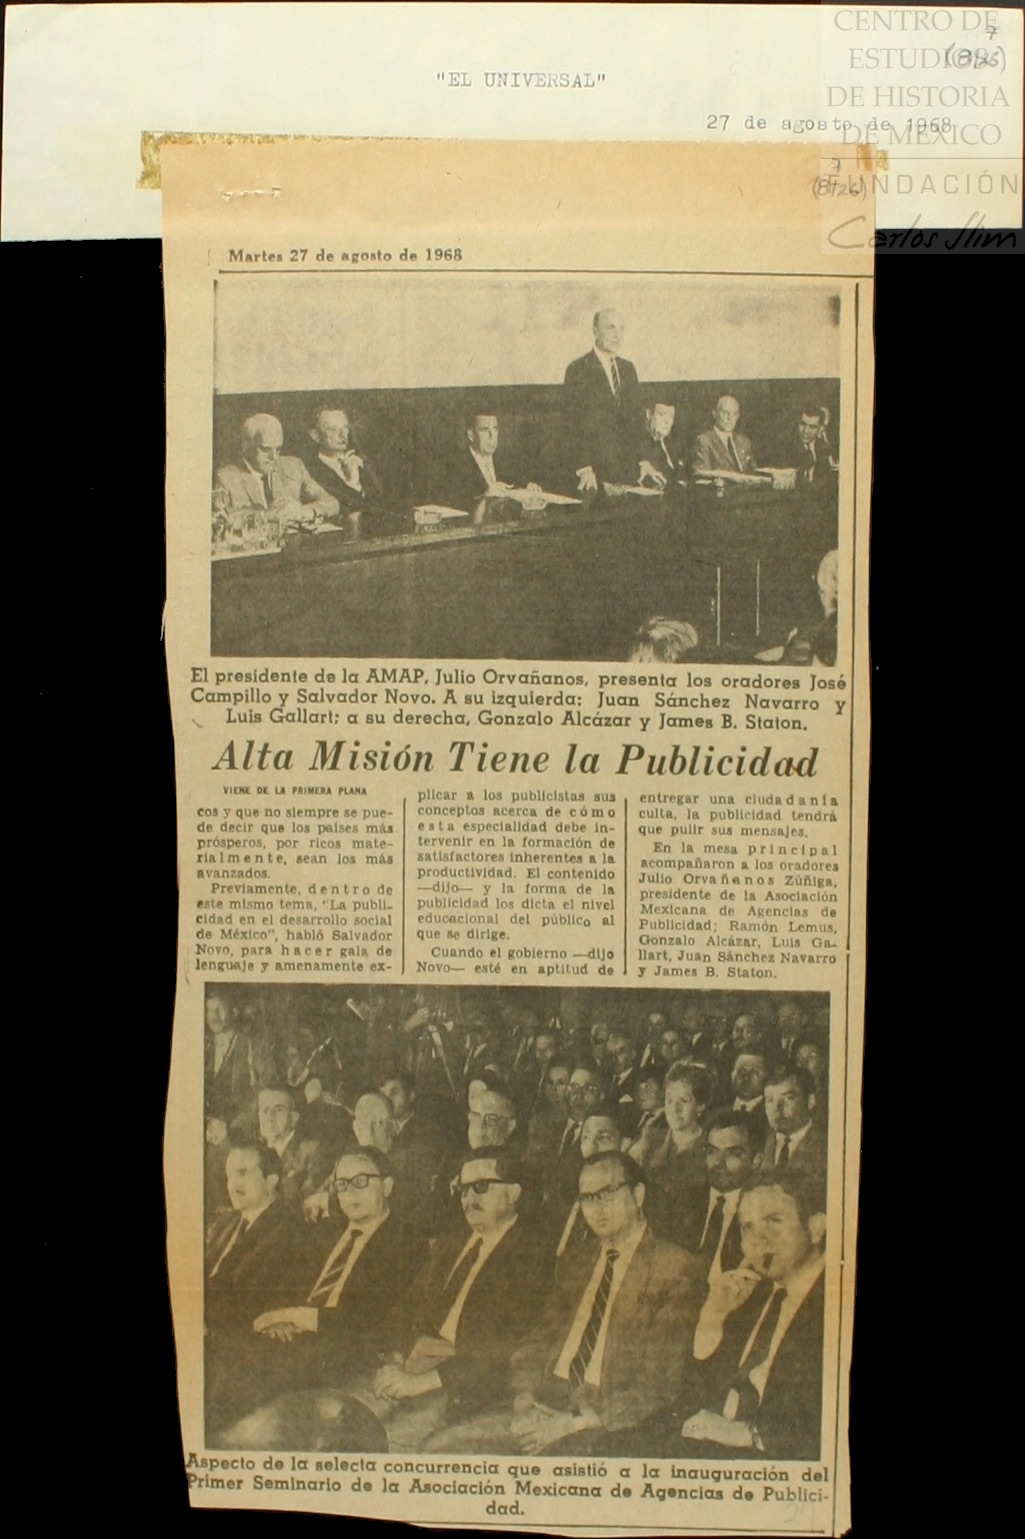 CENTRO DE
ESTUDIOS
DE HISTORIA
DE MÉXICO
FUNDACIÓN
Carlos Slim
7
(8/26)
"EL UNIVERSAL"
27 de agosto de 1968
7
(8/26)
Martes 27 de agosto de 1968
El presidente de la AMAP, Julio Orvañanos, presenta los oradores José
Campillo y Salvador Novo. A su izquierda: Juan Sánchez Navarro y
Luis Gallart; a su derecha, Gonzalo Alcázar y James B. Staton.
Alta Misión Tiene la Publicidad
VIENE DE LA PRIMERA PLANA
cos y que no siempre se pue-
de decir que los países más
prósperos, por ricos mate-
rialmente, sean los más
avanzados.
Previamente, dentro de
este mismo tema, "La publi-
cidad en el desarrollo social
de México", habló Salvador
Novo, para hacer gala de
lenguaje y amenamente ex-
plicar a los publicistas sus
conceptos acerca de cómo
esta especialidad debe in-
tervenir en la formación de
satisfactores inherentes a la
productividad. El contenido
—dijo— y la forma de la
publicidad los dicta el nivel
educacional del público al
que se dirige.
Cuando el gobierno —dijo
Novo— esté en aptitud de
entregar una ciudadanía
culta, la publicidad tendrá
que pulir sus mensajes.
En la mesa principal
acompañaron a los oradores
Julio Orvañanos Zúñiga,
presidente de la Asociación
Mexicana de Agencias de
Publicidad; Ramón Lemus,
Gonzalo Alcázar, Luis Ga-
llart, Juan Sánchez Navarro
y James B. Staton.
Aspecto de la selecta concurrencia que asistió a la inauguración del
Primer Seminario de la Asociación Mexicana de Agencias de Publici-
dad.